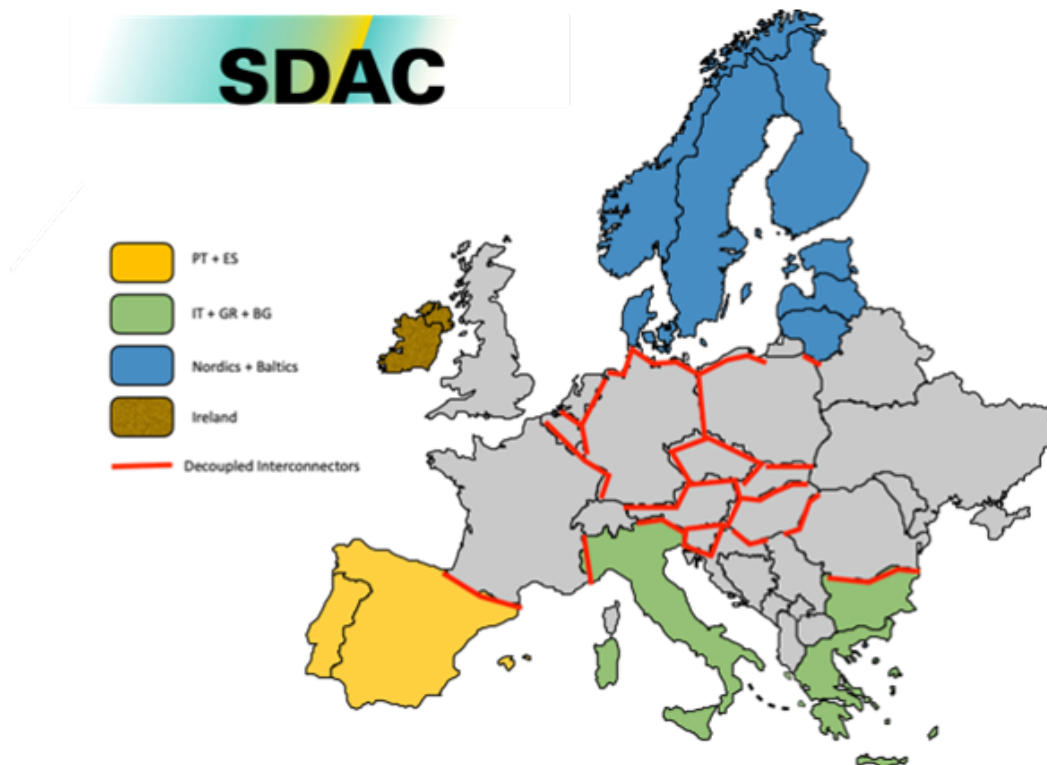 SDAC
PT + ES
IT + GR + BG
Nordics + Baltics
Ireland
Decoupled Interconnectors